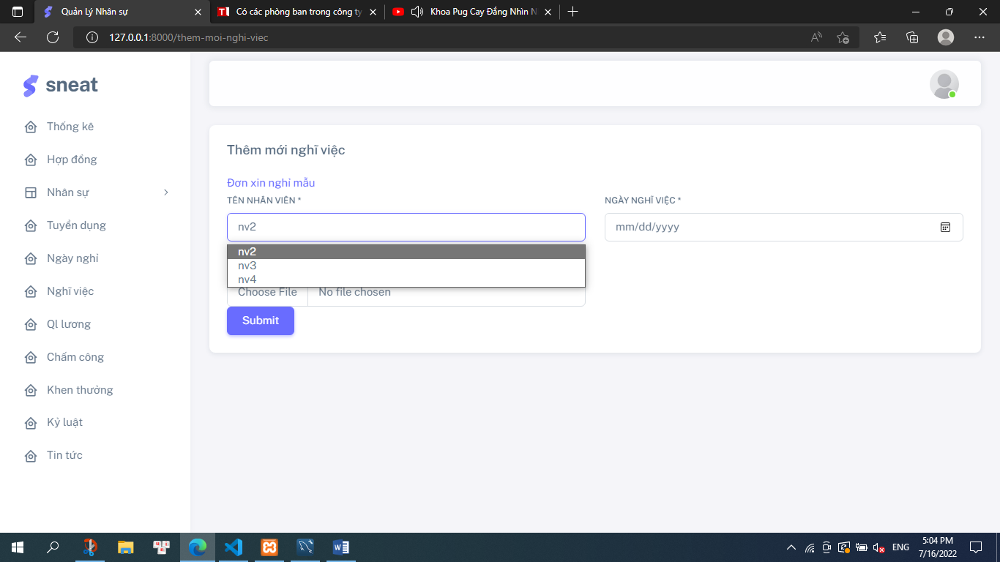 Quản Lý Nhân sự
Có các phòng ban trong công ty
Khoa Pug Cay Đắng Nhìn N
127.0.0.1:8000/them-moi-nghi-viec
sneat
Thống kê
Hợp đồng
Nhân sự
Tuyển dụng
Ngày nghỉ
Nghĩ việc
Ql lương
Chấm công
Khen thưởng
Kỷ luật
Tin tức
Thêm mới nghĩ việc
Đơn xin nghỉ mẫu
TÊN NHÂN VIÊN *
NGÀY NGHĨ VIỆC *
nv2
mm/dd/yyyy
nv2
nv3
nv4
Choose File
No file chosen
Submit
ENG
5:04 PM
7/16/2022